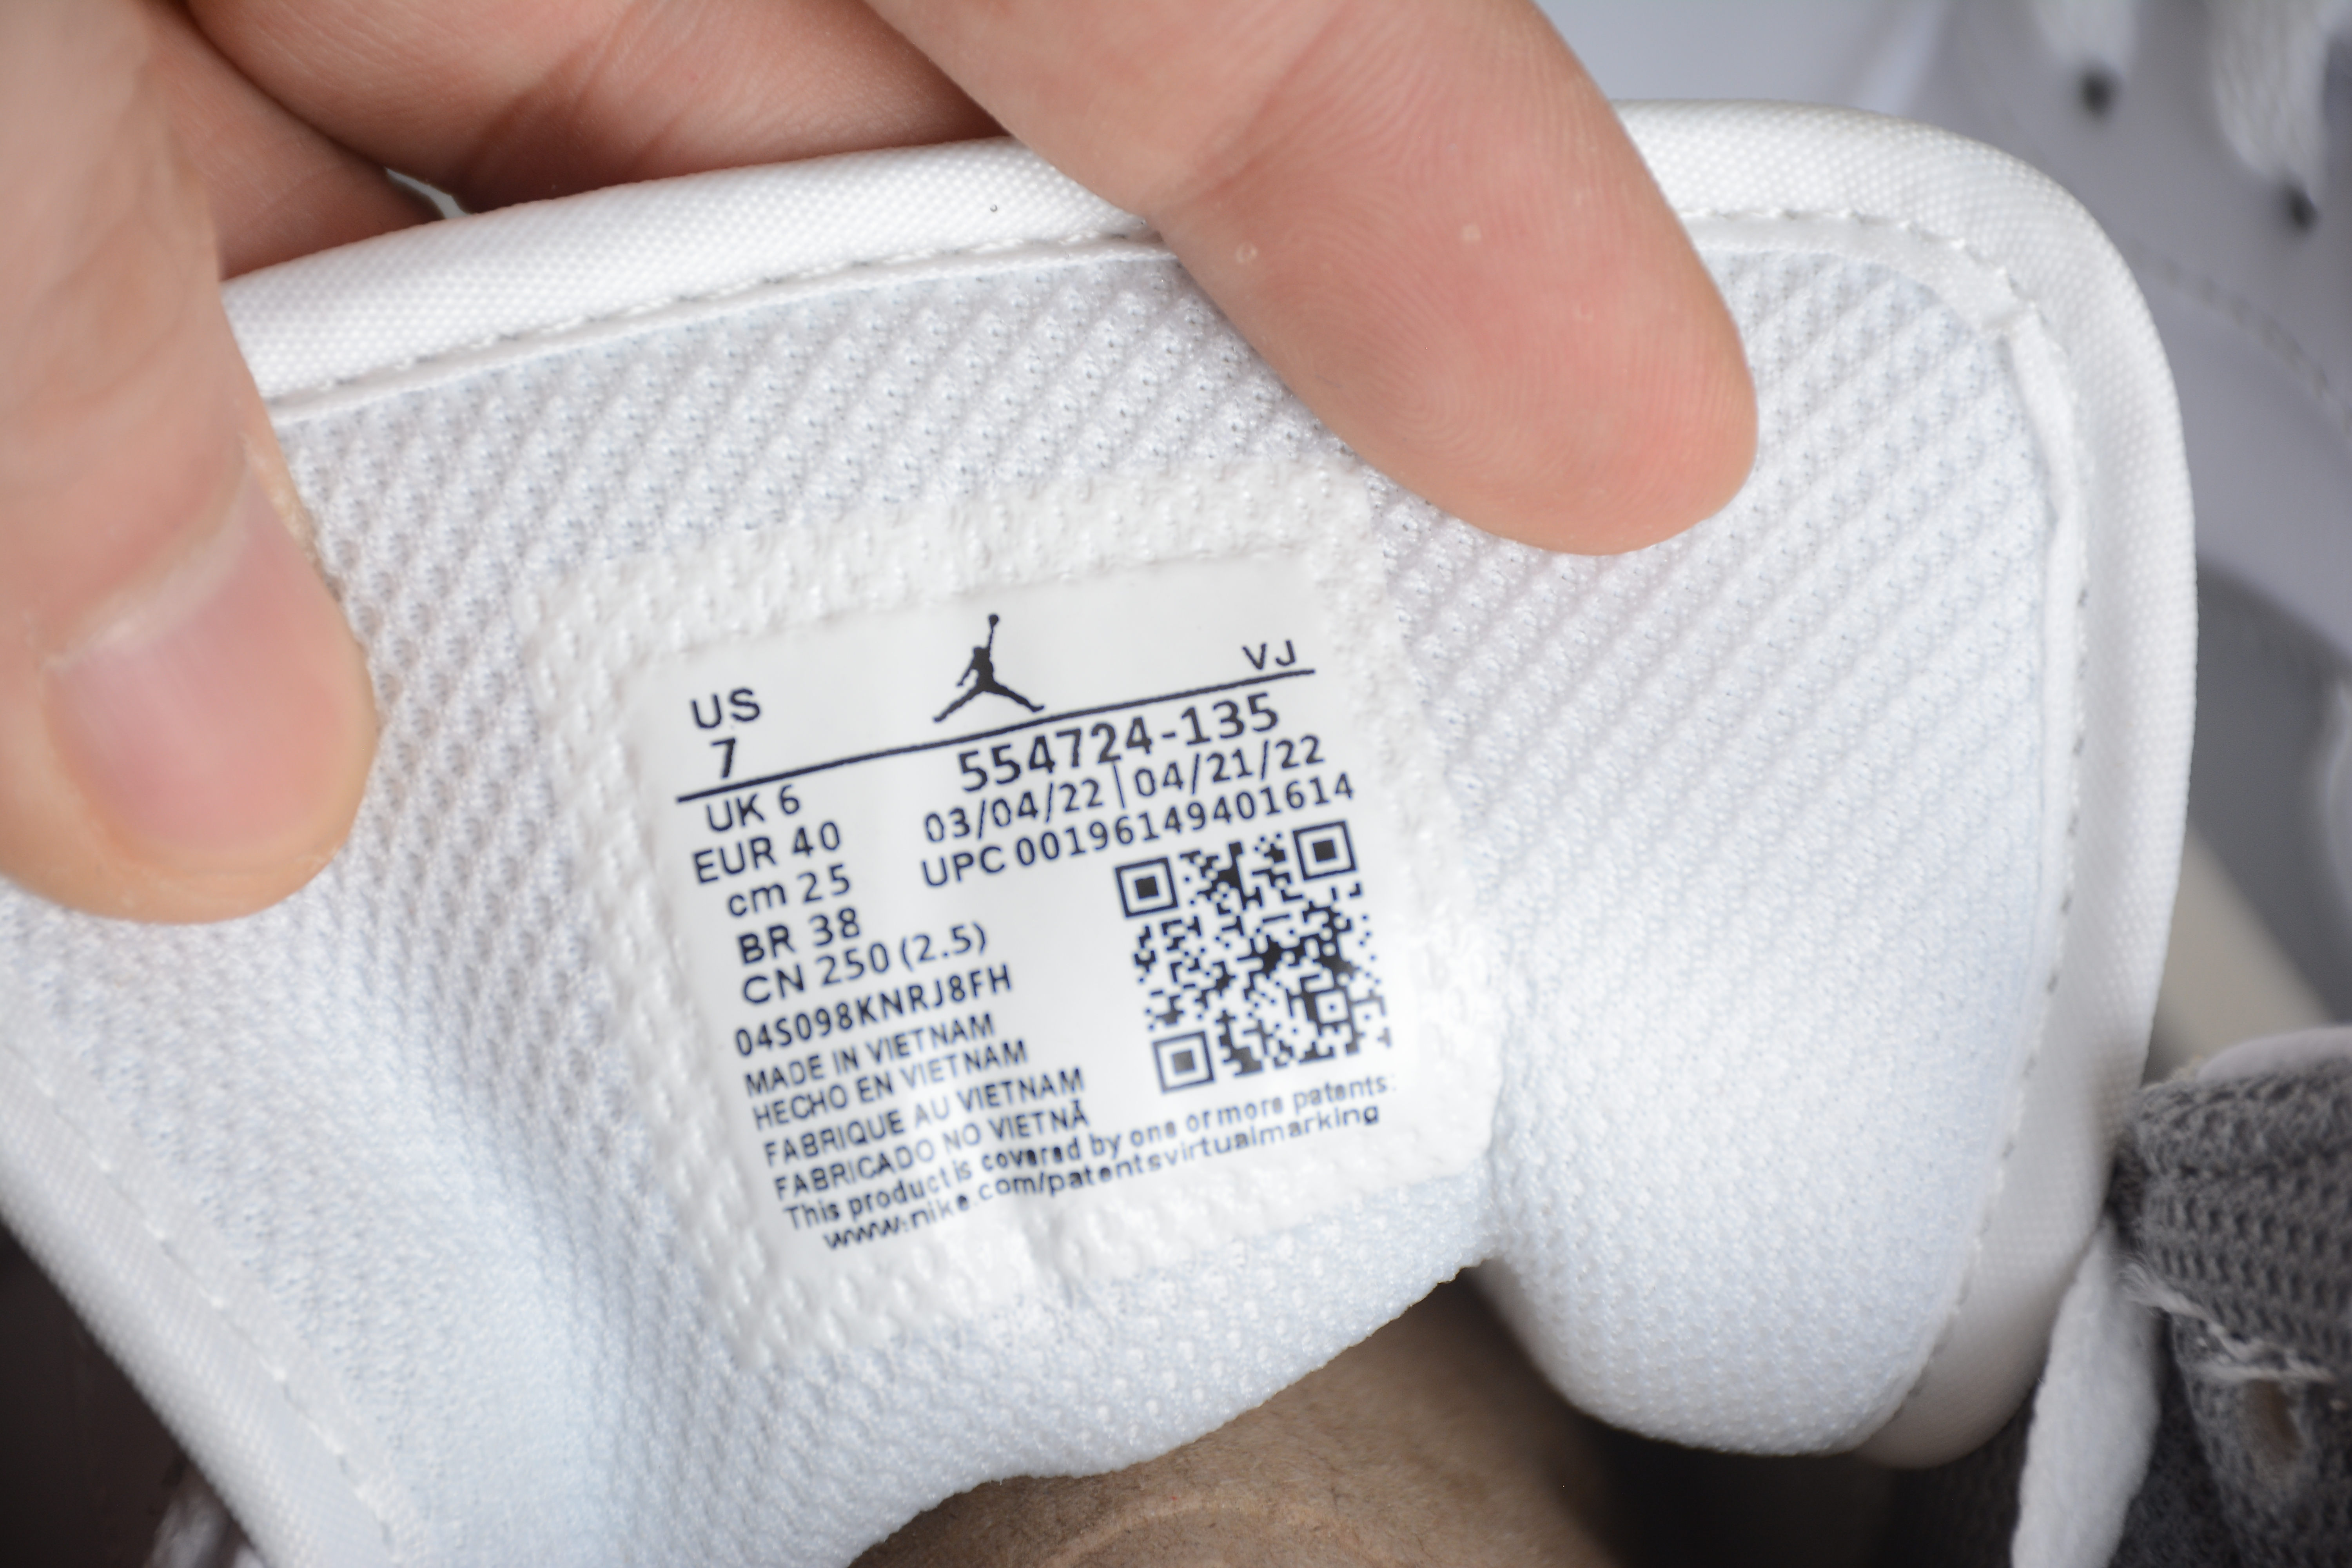 US
7
VJ
554724-135
03/04/22 | 04/21/22
UPC 00196149401614
UK 6
EUR 40
cm 25
BR 38
CN 250 (2.5)
04S098KNRJ8FH
MADE IN VIETNAM
HECHO EN VIETNAM
FABRIQUE AU VIETNAM
FABRICADO NO VIETNÃ
This product is covered by one of more patents:
www.nike.com/patentsvirtualmarking